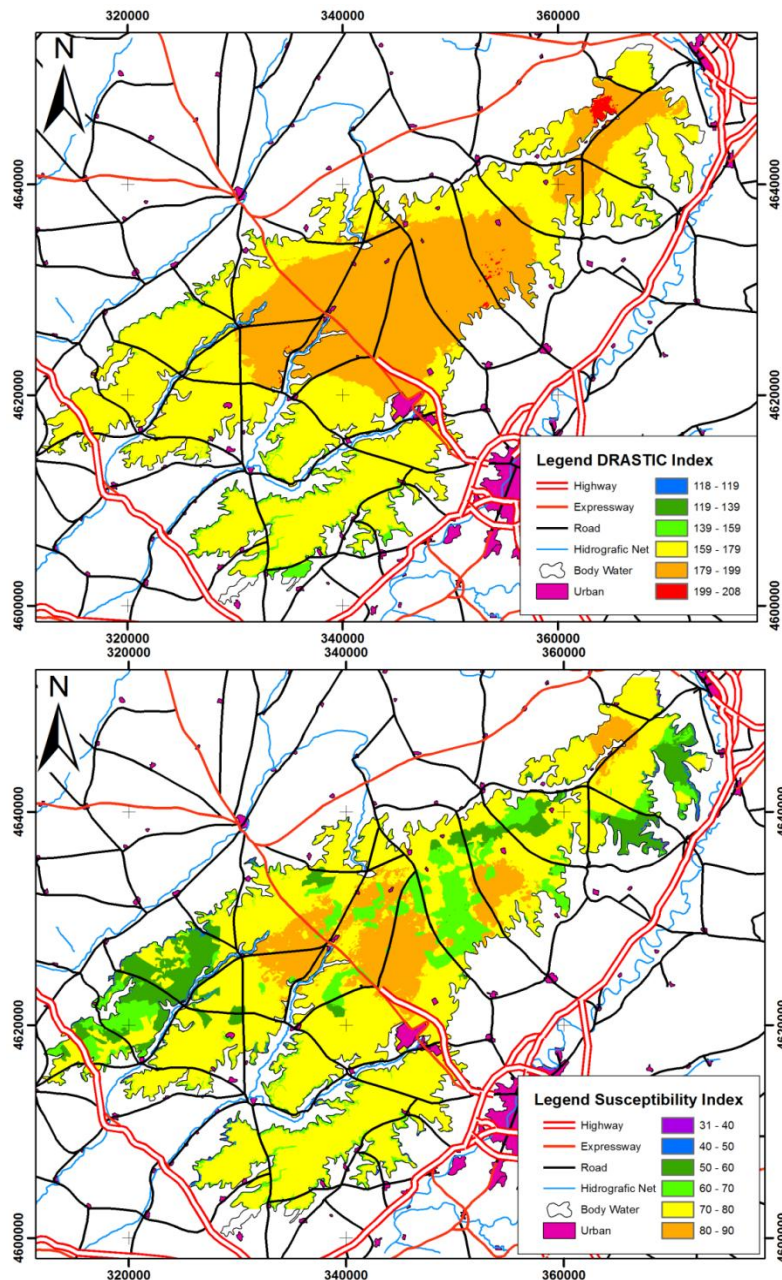 320000 340000 360000
N
4640000 4640000
4620000 4620000
4600000 4600000
Legend DRASTIC Index
Highway 118 - 119
Expressway 119 - 139
Road 139 - 159
Hidrografic Net 159 - 179
Body Water 179 - 199
Urban 199 - 208
320000 340000 360000
320000 340000 360000
N
4640000 4640000
4620000 4620000
4600000 4600000
Legend Susceptibility Index
Highway 31 - 40
Expressway 40 - 50
Road 50 - 60
Hidrografic Net 60 - 70
Body Water 70 - 80
Urban 80 - 90
320000 340000 360000